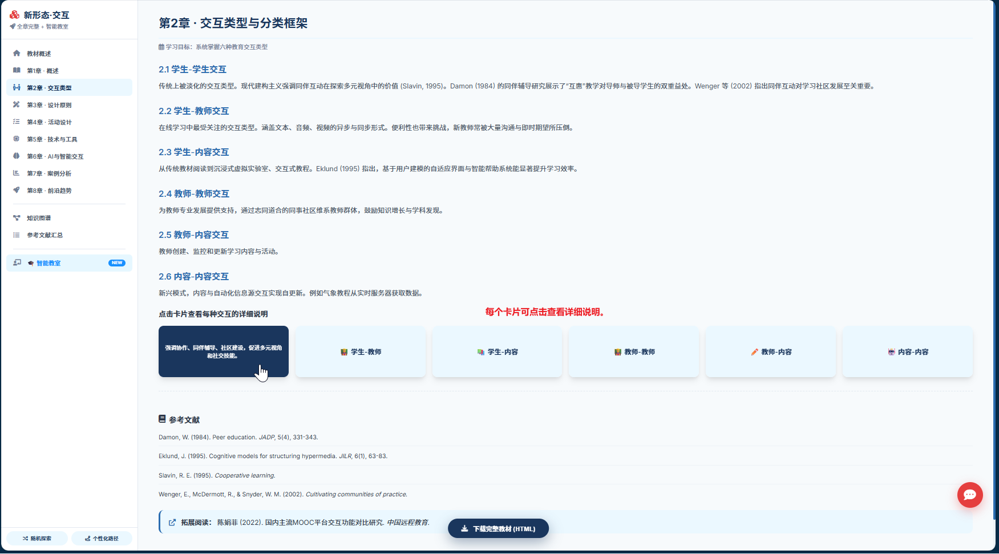 新形态·交互
全章完整 + 智能教室
教材概述
第1章 · 概述
第2章 · 交互类型
第3章 · 设计原则
第4章 · 活动设计
第5章 · 技术与工具
第6章 · AI与智能交互
第7章 · 案例分析
第8章 · 前沿趋势
知识图谱
参考文献汇总
智能教室 NEW
随机探索 个性化路径
第2章 · 交互类型与分类框架
学习目标：系统掌握六种教育交互类型
2.1 学生-学生交互
传统上被淡化的交互类型。现代建构主义强调同伴互动在探索多元视角中的价值 (Slavin, 1995)。Damon (1984) 的同伴辅导研究展示了“互惠”教学对导师与被导学生的双重益处。Wenger 等 (2002) 指出同伴互动对学习社区发展至关重要。
2.2 学生-教师交互
在线学习中最受关注的交互类型。涵盖文本、音频、视频的异步与同步形式。便利性也带来挑战，新教师常被大量沟通与即时期望所压倒。
2.3 学生-内容交互
从传统教材阅读到沉浸式虚拟实验室、交互式教程。Eklund (1995) 指出，基于用户建模的自适应界面与智能帮助系统能显著提升学习效率。
2.4 教师-教师交互
为教师专业发展提供支持，通过志同道合的同事社区维系教师群体，鼓励知识增长与学科发现。
2.5 教师-内容交互
教师创建、监控和更新学习内容与活动。
2.6 内容-内容交互
新兴模式，内容与自动化信息源交互实现自更新。例如气象教程从实时服务器获取数据。
点击卡片查看每种交互的详细说明
每个卡片可点击查看详细说明。
强调协作、同伴辅导、社区建设，促进多元视角
和社交技能。
学生-教师
学生-内容
教师-教师
教师-内容
内容-内容
参考文献
Damon, W. (1984). Peer education. JADP, 5(4), 331-343.
Eklund, J. (1995). Cognitive models for structuring hypermedia. JILR, 6(1), 63-83.
Slavin, R. E. (1995). Cooperative learning.
Wenger, E., McDermott, R., & Snyder, W. M. (2002). Cultivating communities of practice.
拓展阅读： 陈娟菲 (2022). 国内主流MOOC平台交互功能对比研究. 中国远程教育.
下载完整教材 (HTML)